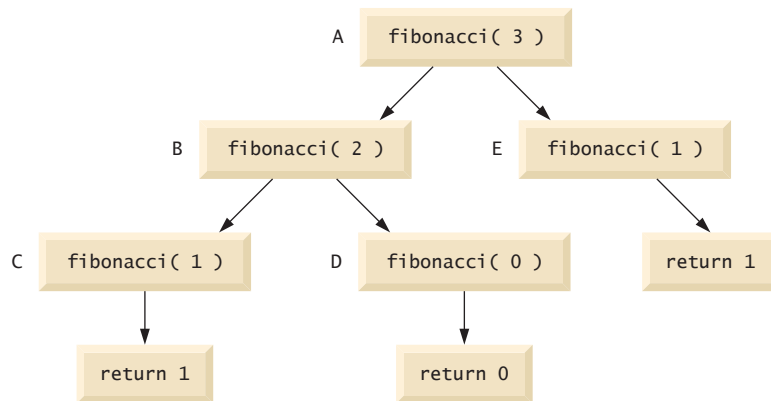 A fibonacci( 3 )
B fibonacci( 2 ) E fibonacci( 1 )
C fibonacci( 1 ) D fibonacci( 0 ) return 1
return 1 return 0